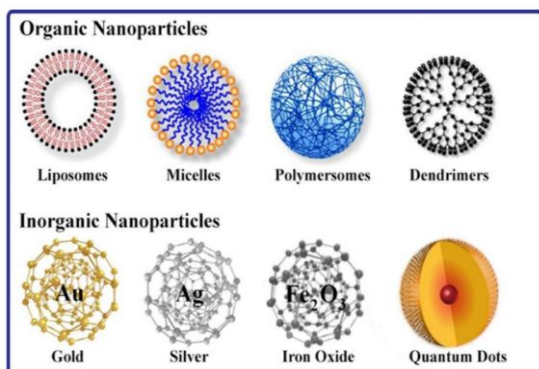 Organic Nanoparticles
Liposomes Micelles Polymersomes Dendrimers
Inorganic Nanoparticles
Au Ag Fe₂O₃
Gold Silver Iron Oxide Quantum Dots